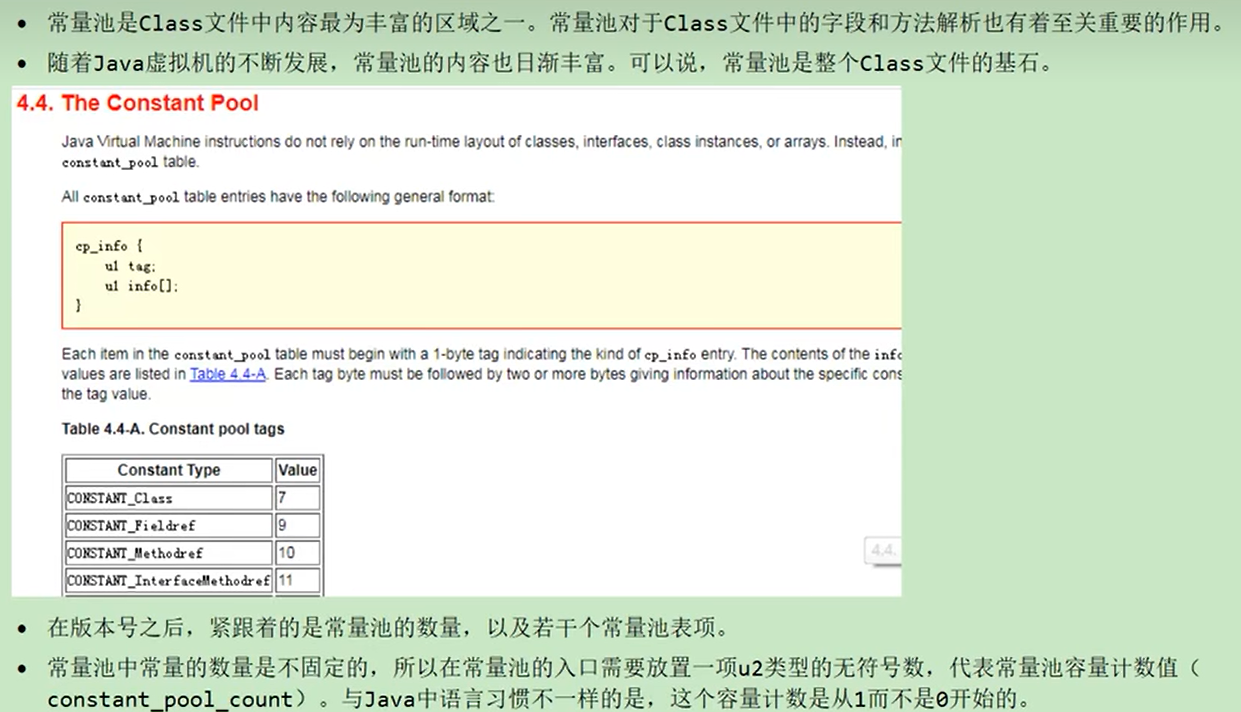 • 常量池是Class文件中内容最为丰富的区域之一。常量池对于Class文件中的字段和方法解析也有着至关重要的作用。
• 随着Java虚拟机的不断发展，常量池的内容也日渐丰富。可以说，常量池是整个Class文件的基石。
4.4. The Constant Pool
Java Virtual Machine instructions do not rely on the run-time layout of classes, interfaces, class instances, or arrays. Instead, in
constant_pool table.
All constant_pool table entries have the following general format:
cp_info {
u1 tag;
u1 info[];
}
Each item in the constant_pool table must begin with a 1-byte tag indicating the kind of cp_info entry. The contents of the info
values are listed in Table 4.4-A. Each tag byte must be followed by two or more bytes giving information about the specific cons
the tag value.
Table 4.4-A. Constant pool tags
Constant Type Value
CONSTANT_Class 7
CONSTANT_Fieldref 9
CONSTANT_Methodref 10
CONSTANT_InterfaceMethodref 11
4.4.
• 在版本号之后，紧跟着的是常量池的数量，以及若干个常量池表项。
• 常量池中常量的数量是不固定的，所以在常量池的入口需要放置一项u2类型的无符号数，代表常量池容量计数值（
constant_pool_count）。与Java中语言习惯不一样的是，这个容量计数是从1而不是0开始的。